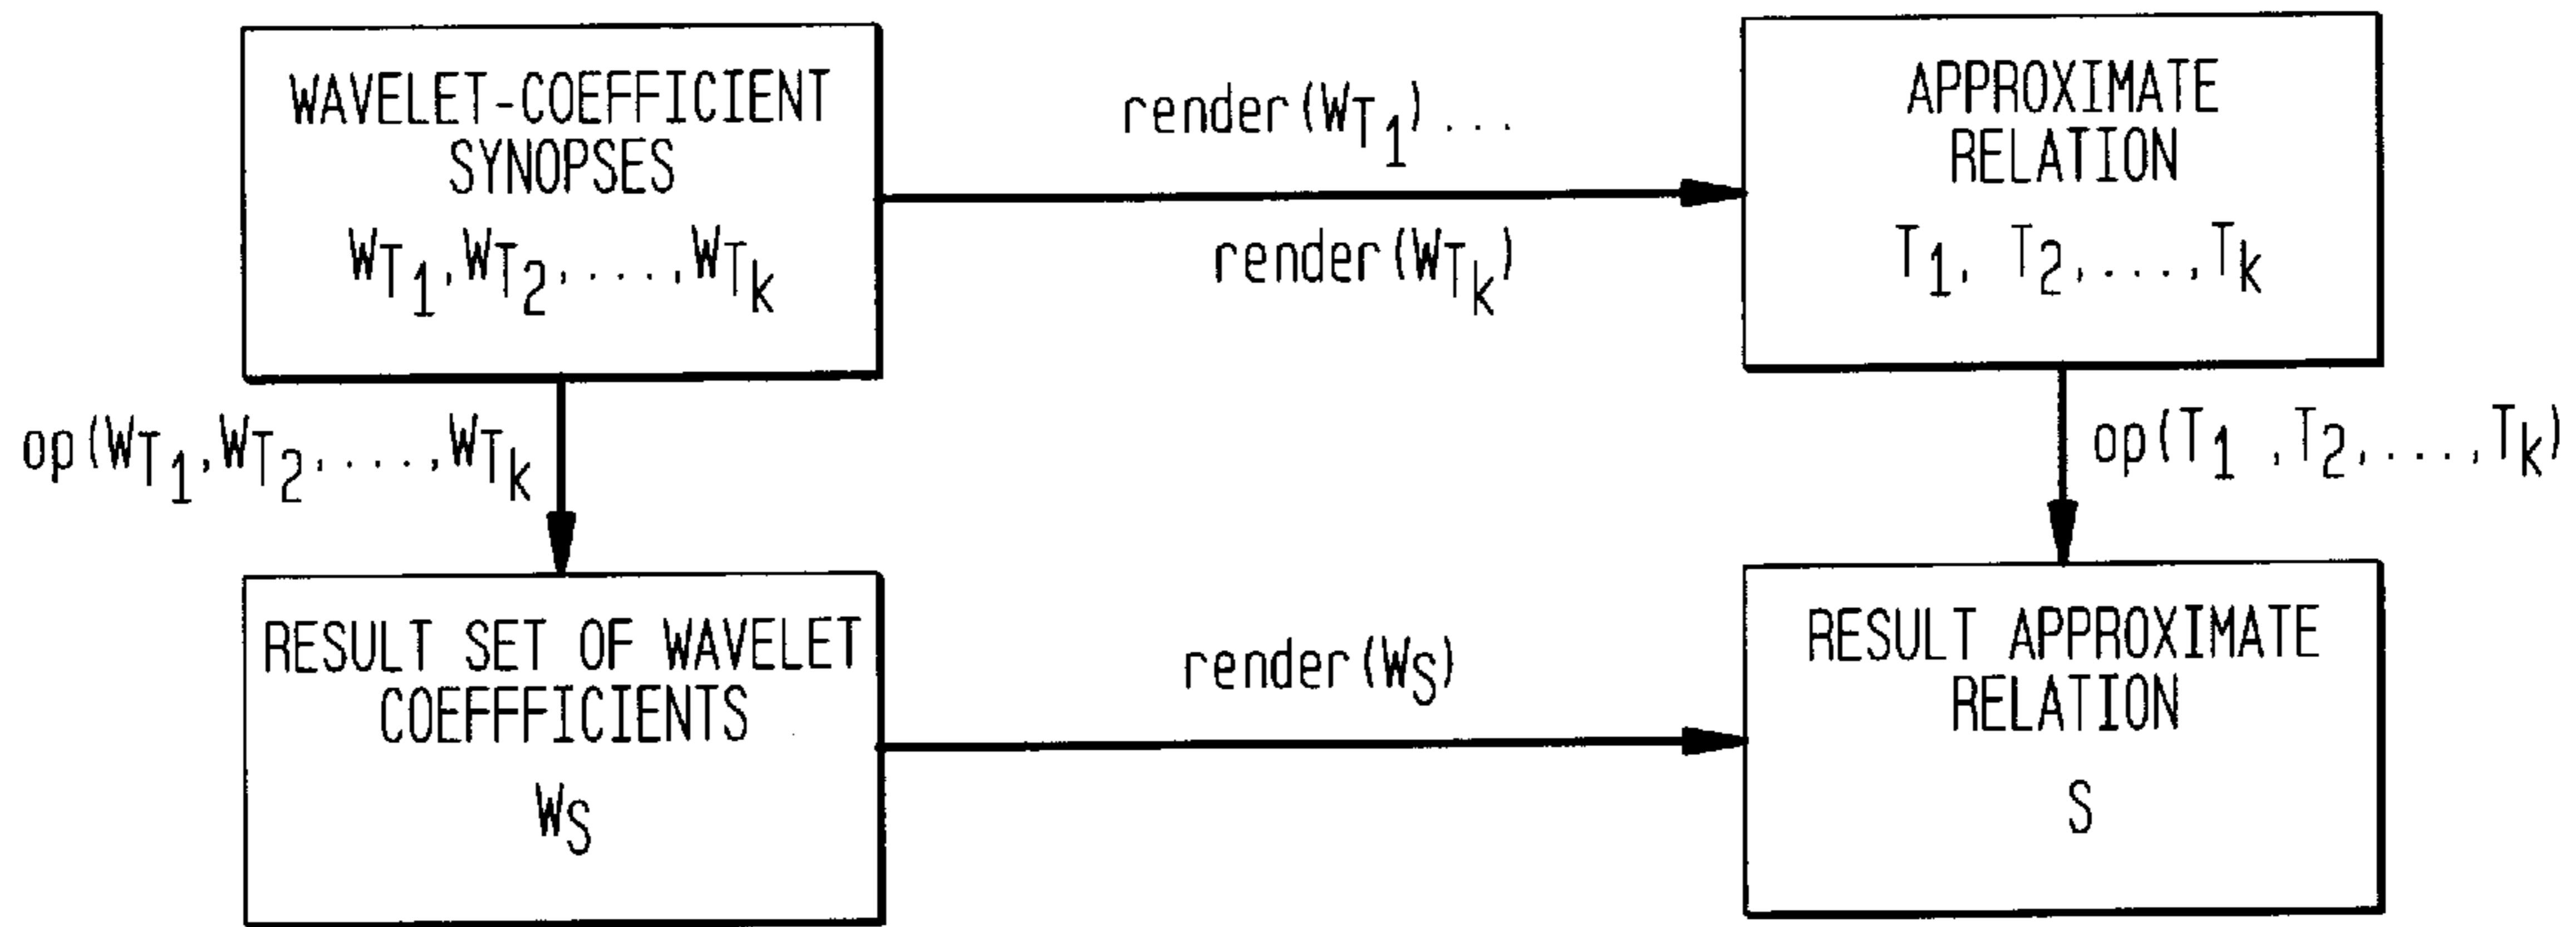 WAVELET-COEFFICIENT
SYNOPSES
WT1,WT2,....,WTk
render(WT1)...
render(WTk)
APPROXIMATE
RELATION
T1, T2,....,Tk
op(WT1,WT2,....,WTk
op(T1 ,T2,....,Tk)
RESULT SET OF WAVELET
COEFFFICIENTS
WS
render(WS)
RESULT APPROXIMATE
RELATION
S